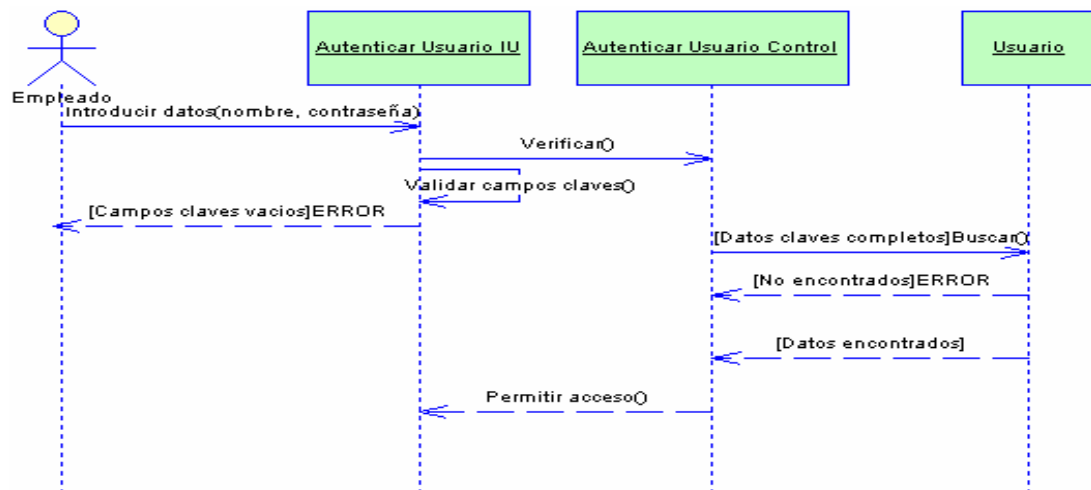 Autenticar Usuario IU
Autenticar Usuario Control
Usuario
Empleado
Introducir datos(nombre, contraseña)
Verificar()
Validar campos claves()
[Campos claves vacios]ERROR
[Datos claves completos]Buscar()
[No encontrados]ERROR
[Datos encontrados]
Permitir acceso()